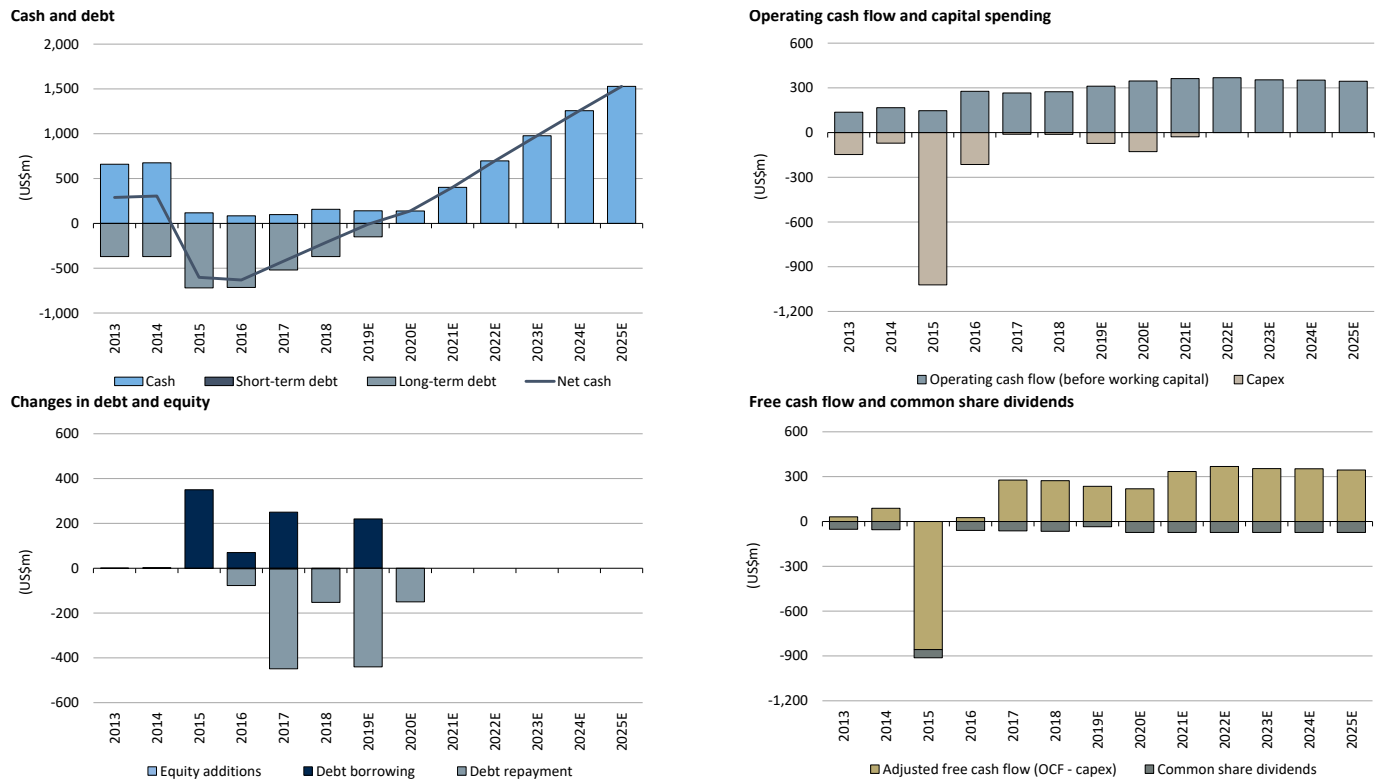 Cash and debt
2,000
1,500
1,000
500
0
-500
-1,000
(US$m)
2013
2014
2015
2016
2017
2018
2019E
2020E
2021E
2022E
2023E
2024E
2025E
Cash
Short-term debt
Long-term debt
Net cash
Operating cash flow and capital spending
600
300
0
-300
-600
-900
-1,200
(US$m)
2013
2014
2015
2016
2017
2018
2019E
2020E
2021E
2022E
2023E
2024E
2025E
Operating cash flow (before working capital)
Capex
Changes in debt and equity
600
400
200
0
-200
-400
-600
(US$m)
2013
2014
2015
2016
2017
2018
2019E
2020E
2021E
2022E
2023E
2024E
2025E
Equity additions
Debt borrowing
Debt repayment
Free cash flow and common share dividends
600
300
0
-300
-600
-900
-1,200
(US$m)
2013
2014
2015
2016
2017
2018
2019E
2020E
2021E
2022E
2023E
2024E
2025E
Adjusted free cash flow (OCF - capex)
Common share dividends